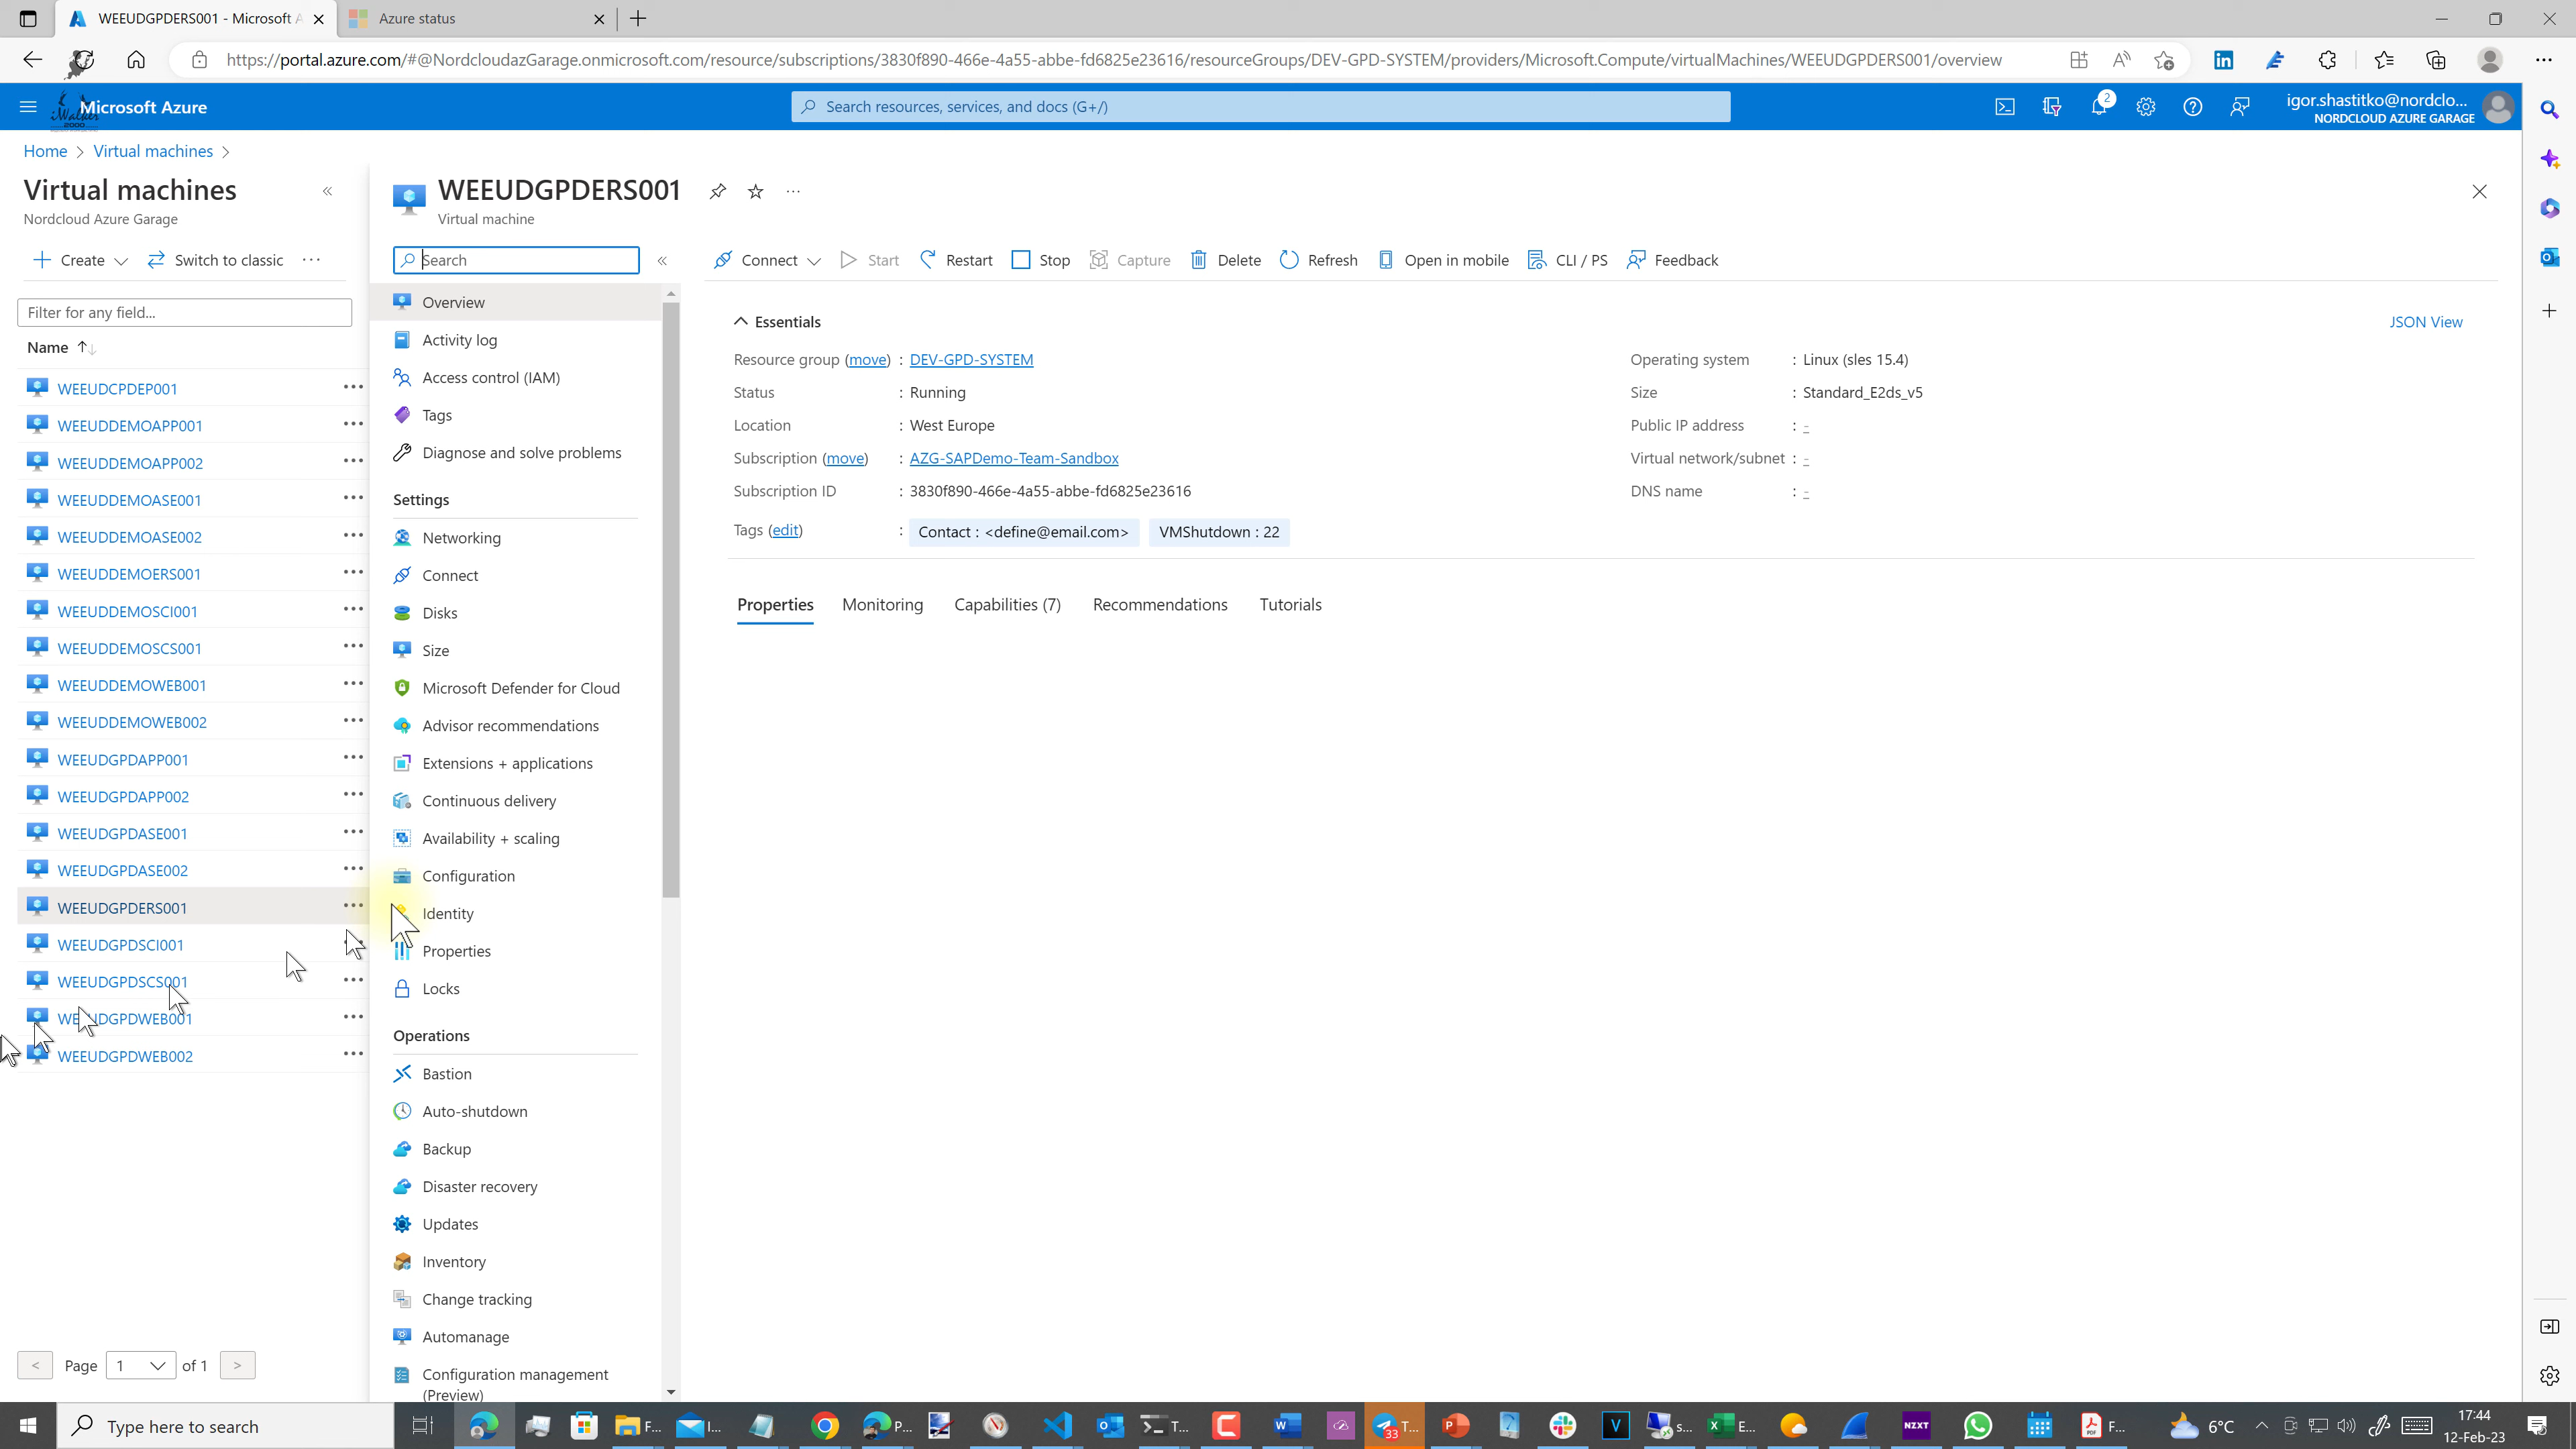 WEEUDGPDERS001 - Microsoft A
Azure status
https://portal.azure.com/#@NordcloudazGarage.onmicrosoft.com/resource/subscriptions/3830f890-466e-4a55-abbe-fd6825e23616/resourceGroups/DEV-GPD-SYSTEM/providers/Microsoft.Compute/virtualMachines/WEEUDGPDERS001/overview
Microsoft Azure
iWalker
2000
Search resources, services, and docs (G+/)
2
igor.shastitko@nordclo...
NORDCLOUD AZURE GARAGE
Home > Virtual machines >
Virtual machines
Nordcloud Azure Garage
Create
Switch to classic
Filter for any field...
Name
WEEUDCPDEP001
WEEUDDEMOAPP001
WEEUDDEMOAPP002
WEEUDDEMOASE001
WEEUDDEMOASE002
WEEUDDEMOERS001
WEEUDDEMOSCI001
WEEUDDEMOSCS001
WEEUDDEMOWEB001
WEEUDDEMOWEB002
WEEUDGPDAPP001
WEEUDGPDAPP002
WEEUDGPDASE001
WEEUDGPDASE002
WEEUDGPDERS001
WEEUDGPDSCI001
WEEUDGPDSCS001
WEEUDGPDWEB001
WEEUDGPDWEB002
< Page 1 of 1 >
WEEUDGPDERS001
Virtual machine
Search
Overview
Activity log
Access control (IAM)
Tags
Diagnose and solve problems
Settings
Networking
Connect
Disks
Size
Microsoft Defender for Cloud
Advisor recommendations
Extensions + applications
Continuous delivery
Availability + scaling
Configuration
Identity
Properties
Locks
Operations
Bastion
Auto-shutdown
Backup
Disaster recovery
Updates
Inventory
Change tracking
Automanage
Configuration management
(Preview)
Connect
Start
Restart
Stop
Capture
Delete
Refresh
Open in mobile
CLI / PS
Feedback
Essentials
JSON View
Resource group (move) : DEV-GPD-SYSTEM
Status : Running
Location : West Europe
Subscription (move) : AZG-SAPDemo-Team-Sandbox
Subscription ID : 3830f890-466e-4a55-abbe-fd6825e23616
Tags (edit) : Contact : <define@email.com> VMShutdown : 22
Operating system : Linux (sles 15.4)
Size : Standard_E2ds_v5
Public IP address : -
Virtual network/subnet : -
DNS name : -
Properties
Monitoring
Capabilities (7)
Recommendations
Tutorials
Type here to search
F...
I...
P...
T...
33
T...
V
s...
E...
NZXT
F...
6°C
17:44
12-Feb-23